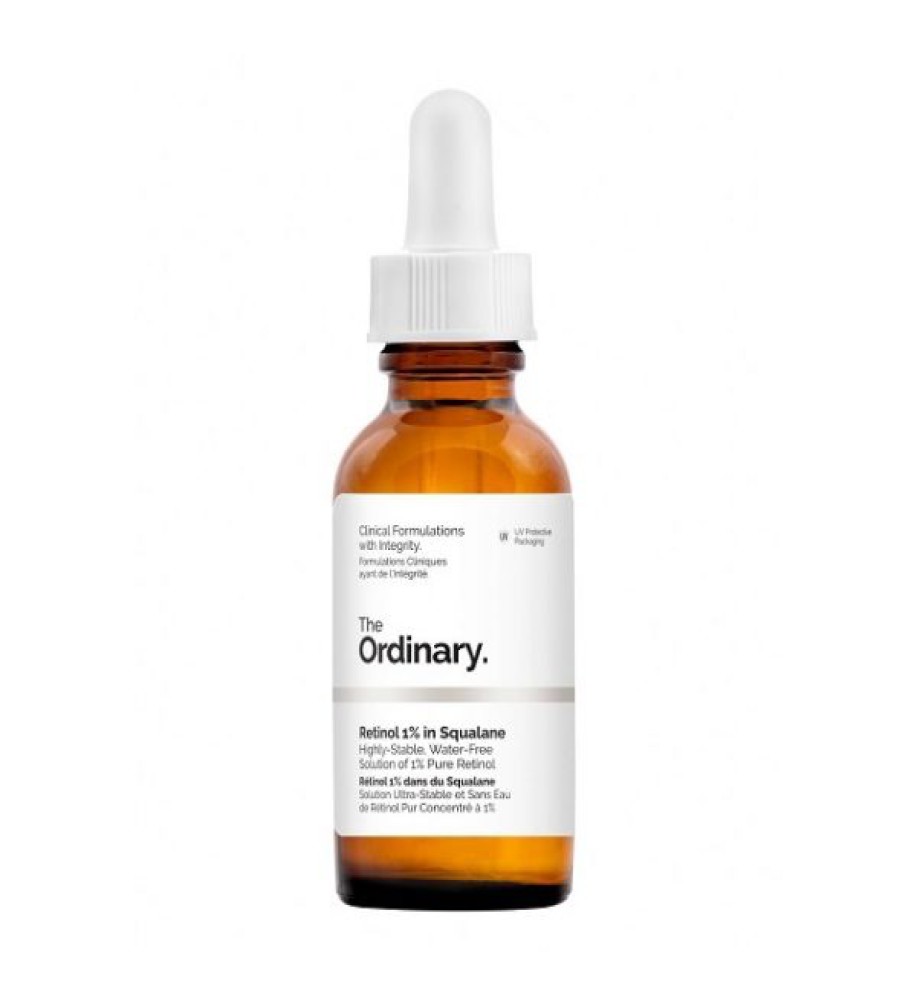 Clinical Formulations
with Integrity.
Formulations Cliniques
ayant de l'Intégrité.
UV
UV Protective
Packaging
The
Ordinary.
Retinol 1% in Squalane
Highly-Stable, Water-Free
Solution of 1% Pure Retinol
Rétinol 1% dans du Squalane
Solution Ultra-Stable et Sans Eau
de Rétinol Pur Concentré à 1%